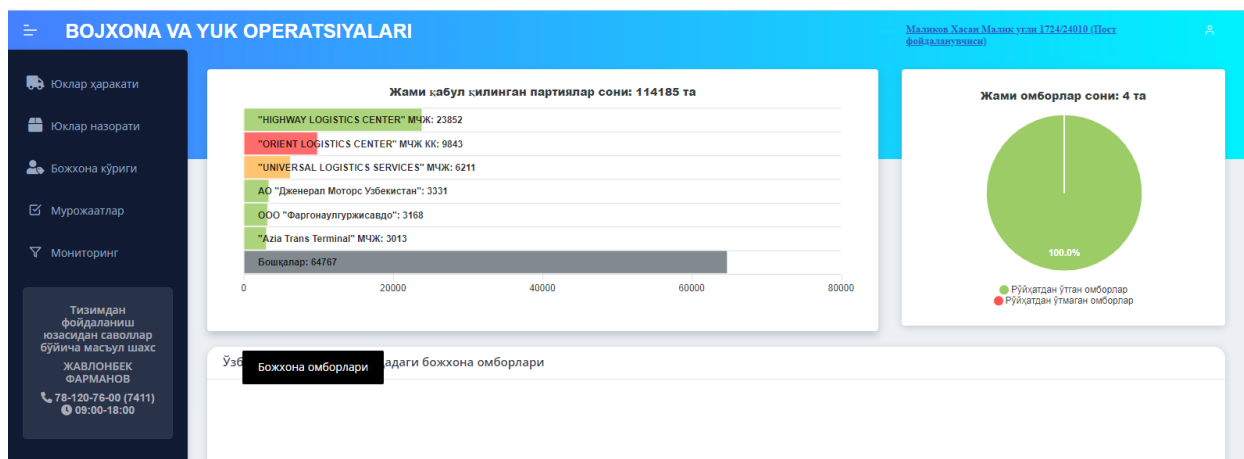 BOJXONA VA YUK OPERATSIYALARI
Маликов Хасан Малик угли 1724/24010 (Пост
фойдаланувчиси)
Юклар ҳаракати
Юклар назорати
Божхона кўриги
Мурожаатлар
Мониторинг
Тизимдан
фойдаланиш
юзасидан саволлар
бўйича масъул шахс
ЖАВЛОНБЕК
ФАРМАНОВ
78-120-76-00 (7411)
09:00-18:00
Жами қабул қилинган партиялар сони: 114185 та
"HIGHWAY LOGISTICS CENTER" МЧЖ: 23852
"ORIENT LOGISTICS CENTER" МЧЖ КК: 9843
"UNIVERSAL LOGISTICS SERVICES" МЧЖ: 6211
АО "Дженерал Моторс Узбекистан": 3331
ООО "Фаргонаулгуржисавдо": 3168
"Azia Trans Terminal" МЧЖ: 3013
Бошқалар: 64767
0 20000 40000 60000 80000
Жами омборлар сони: 4 та
100.0%
Рўйҳатдан ўтган омборлар
Рўйҳатдан ўтмаган омборлар
Ўзб адаги божхона омборлари
Божхона омборлари